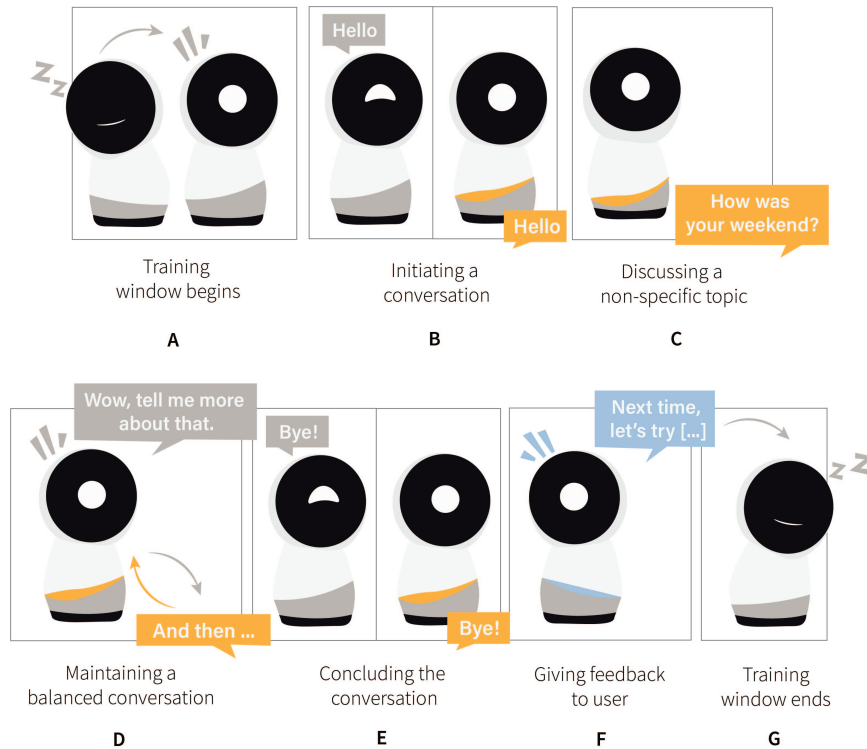 Z
Z
Hello
Hello
How was
your weekend?
Training
window begins
Initiating a
conversation
Discussing a
non-specific topic
A
B
C
Wow, tell me more
about that.
And then ...
Bye!
Bye!
Next time,
let's try [...]
Z
Z
Maintaining a
balanced conversation
Concluding the
conversation
Giving feedback
to user
Training
window ends
D
E
F
G